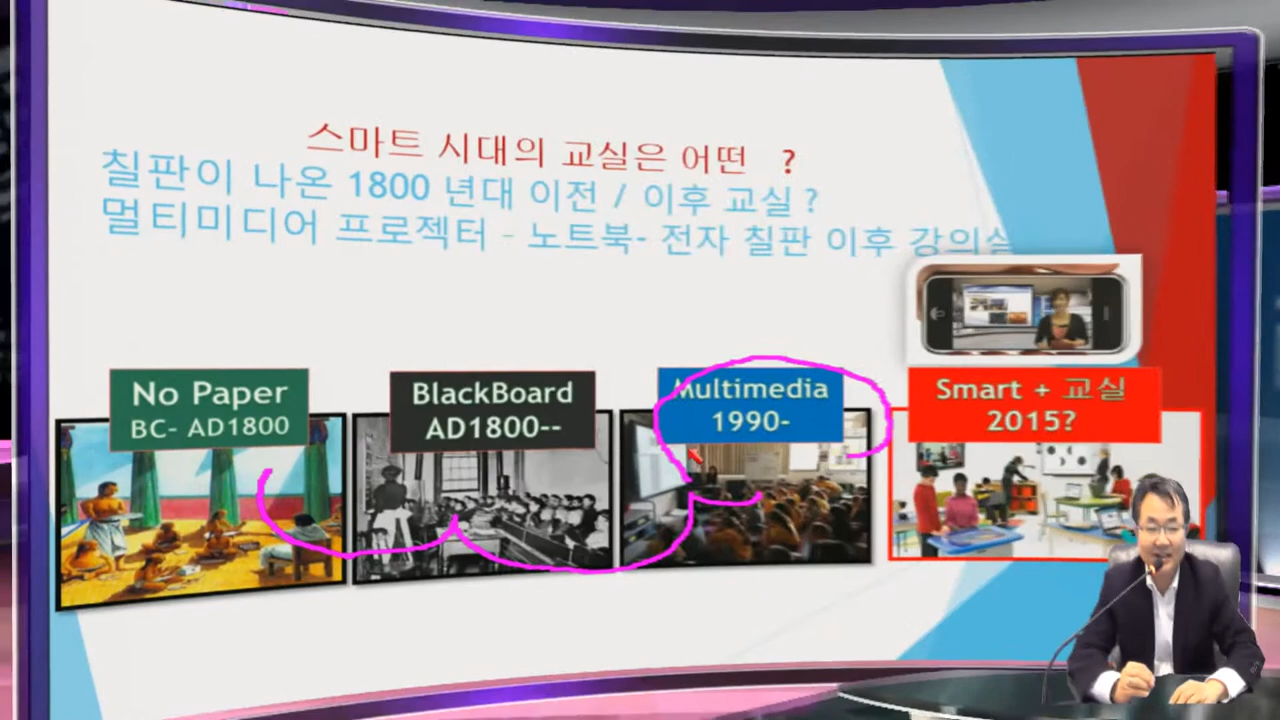 스마트 시대의 교실은 어떤 ?
칠판이 나온 1800 년대 이전 / 이후 교실 ?
멀티미디어 프로젝터 - 노트북- 전자 칠판 이후 강의실
No Paper
BC- AD1800
BlackBoard
AD1800--
Multimedia
1990-
Smart + 교실
2015?